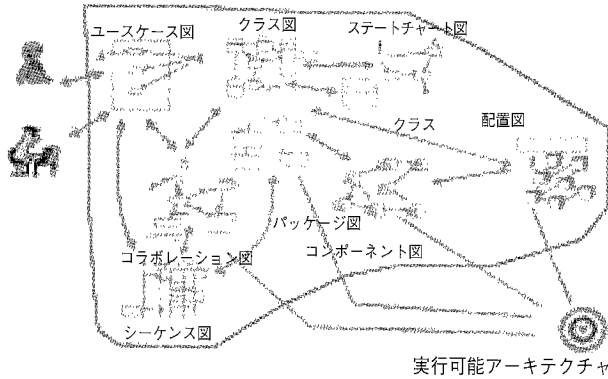 ユースケース図
クラス図
ステートチャート図
クラス
配置図
パッケージ図
コラボレーション図
コンポーネント図
シーケンス図
実行可能アーキテクチャ